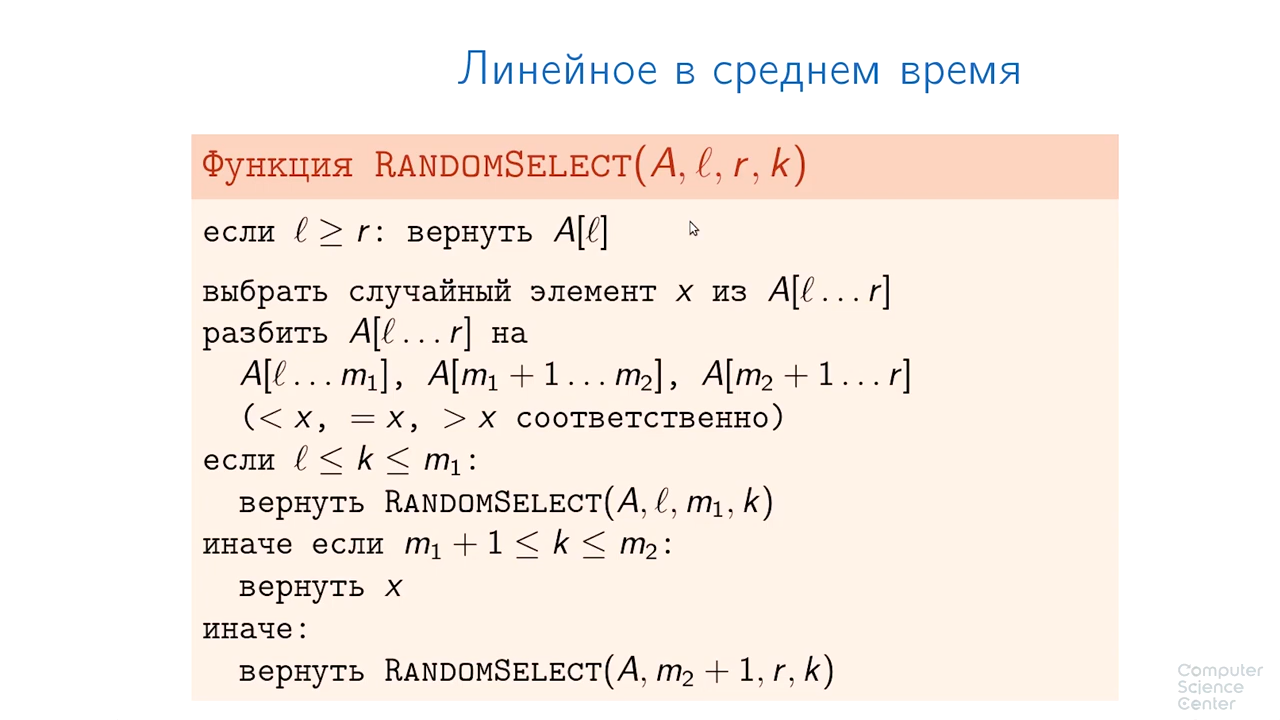 Линейное в среднем время
Функция RANDOMSELECT(A, ℓ, r, k)
если ℓ ≥ r: вернуть A[ℓ]
выбрать случайный элемент x из A[ℓ...r]
разбить A[ℓ...r] на
A[ℓ...m₁], A[m₁ + 1...m₂], A[m₂ + 1...r]
(< x, = x, > x соответственно)
если ℓ ≤ k ≤ m₁:
вернуть RANDOMSELECT(A, ℓ, m₁, k)
иначе если m₁ + 1 ≤ k ≤ m₂:
вернуть x
иначе:
вернуть RANDOMSELECT(A, m₂ + 1, r, k)
Computer
Science
Center